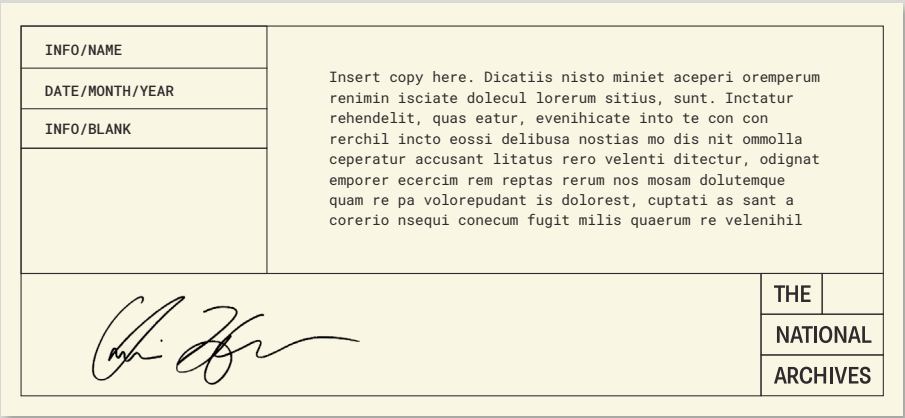 INFO/NAME
DATE/MONTH/YEAR
INFO/BLANK
Insert copy here. Dicatiis nisto miniet aceperi oremperum
renimin isciate dolecul lorerum sitius, sunt. Inctatur
rehendelit, quas eatur, evenihicate into te con con
rerchil incto eossi delibusa nostias mo dis nit ommolla
ceperatur accusant litatus rero velenti ditectur, odignat
emporer ecercim rem reptas rerum nos mosam dolutemque
quam re pa volorepudant is dolorest, cuptati as sant a
corerio nsequi conecum fugit milis quaerum re velenihil
THE
NATIONAL
ARCHIVES